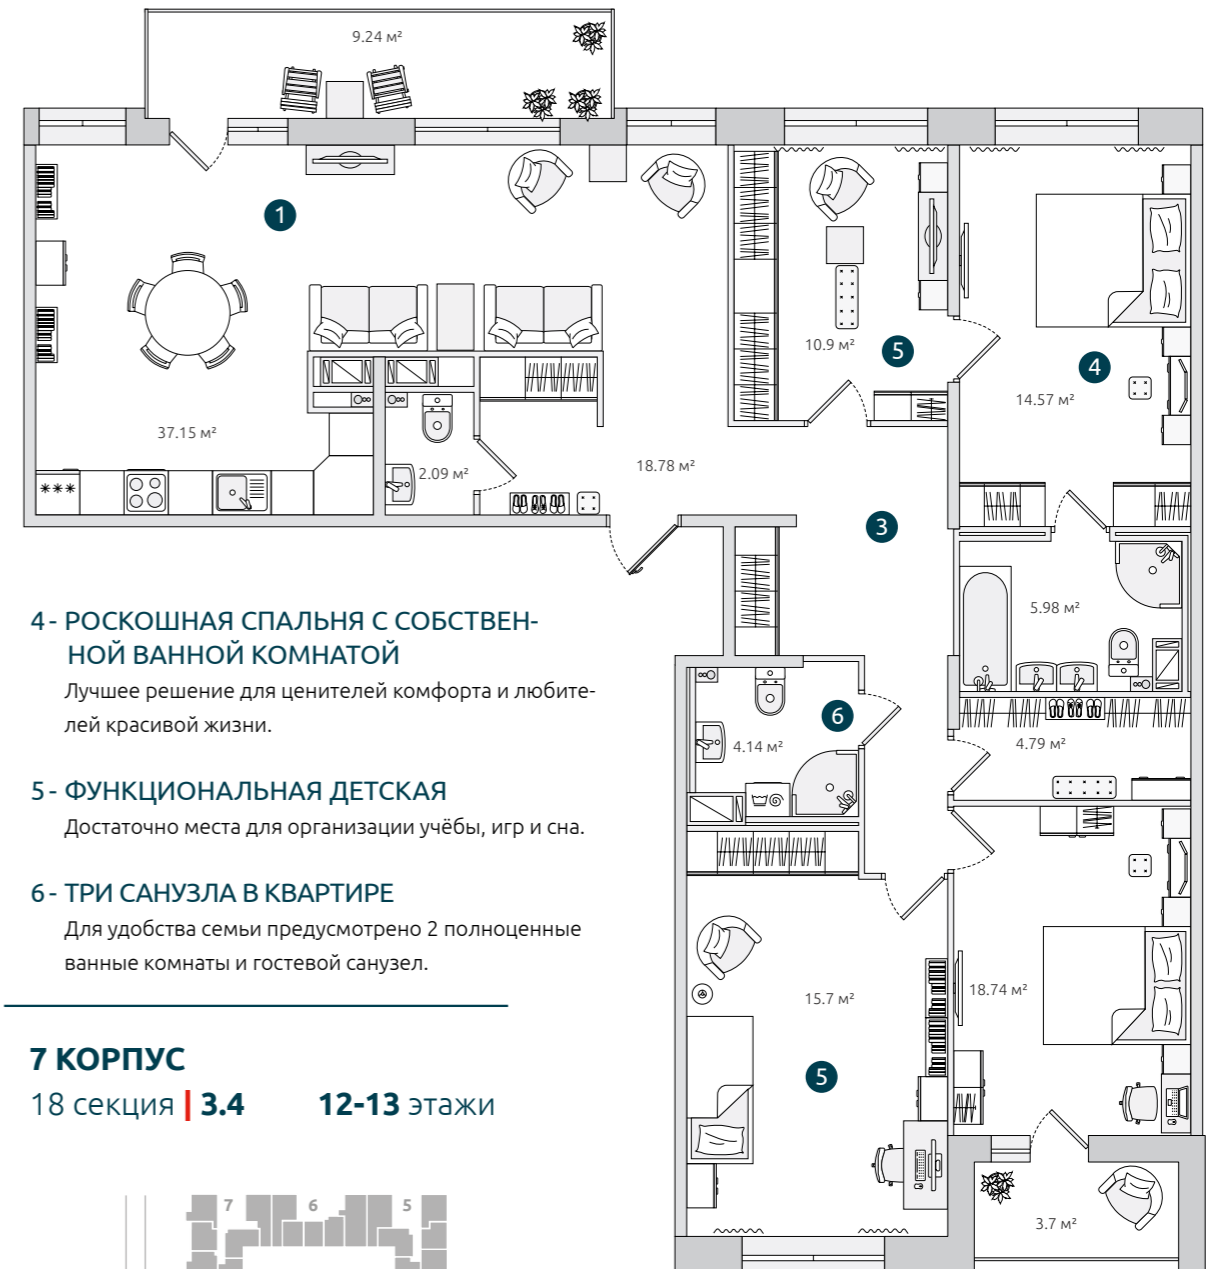 9.24 м²
1
10.9 м²
5
4
14.57 м²
37.15 м²
2.09 м²
18.78 м²
3
***
5.98 м²
4 - РОСКОШНАЯ СПАЛЬНЯ С СОБСТВЕН-
НОЙ ВАННОЙ КОМНАТОЙ
Лучшее решение для ценителей комфорта и любите-
лей красивой жизни.
6
4.14 м²
4.79 м²
5 - ФУНКЦИОНАЛЬНАЯ ДЕТСКАЯ
Достаточно места для организации учёбы, игр и сна.
6 - ТРИ САНУЗЛА В КВАРТИРЕ
Для удобства семьи предусмотрено 2 полноценные
ванные комнаты и гостевой санузел.
15.7 м²
18.74 м²
5
7 КОРПУС
18 секция | 3.4 12-13 этажи
3.7 м²
7 6 5